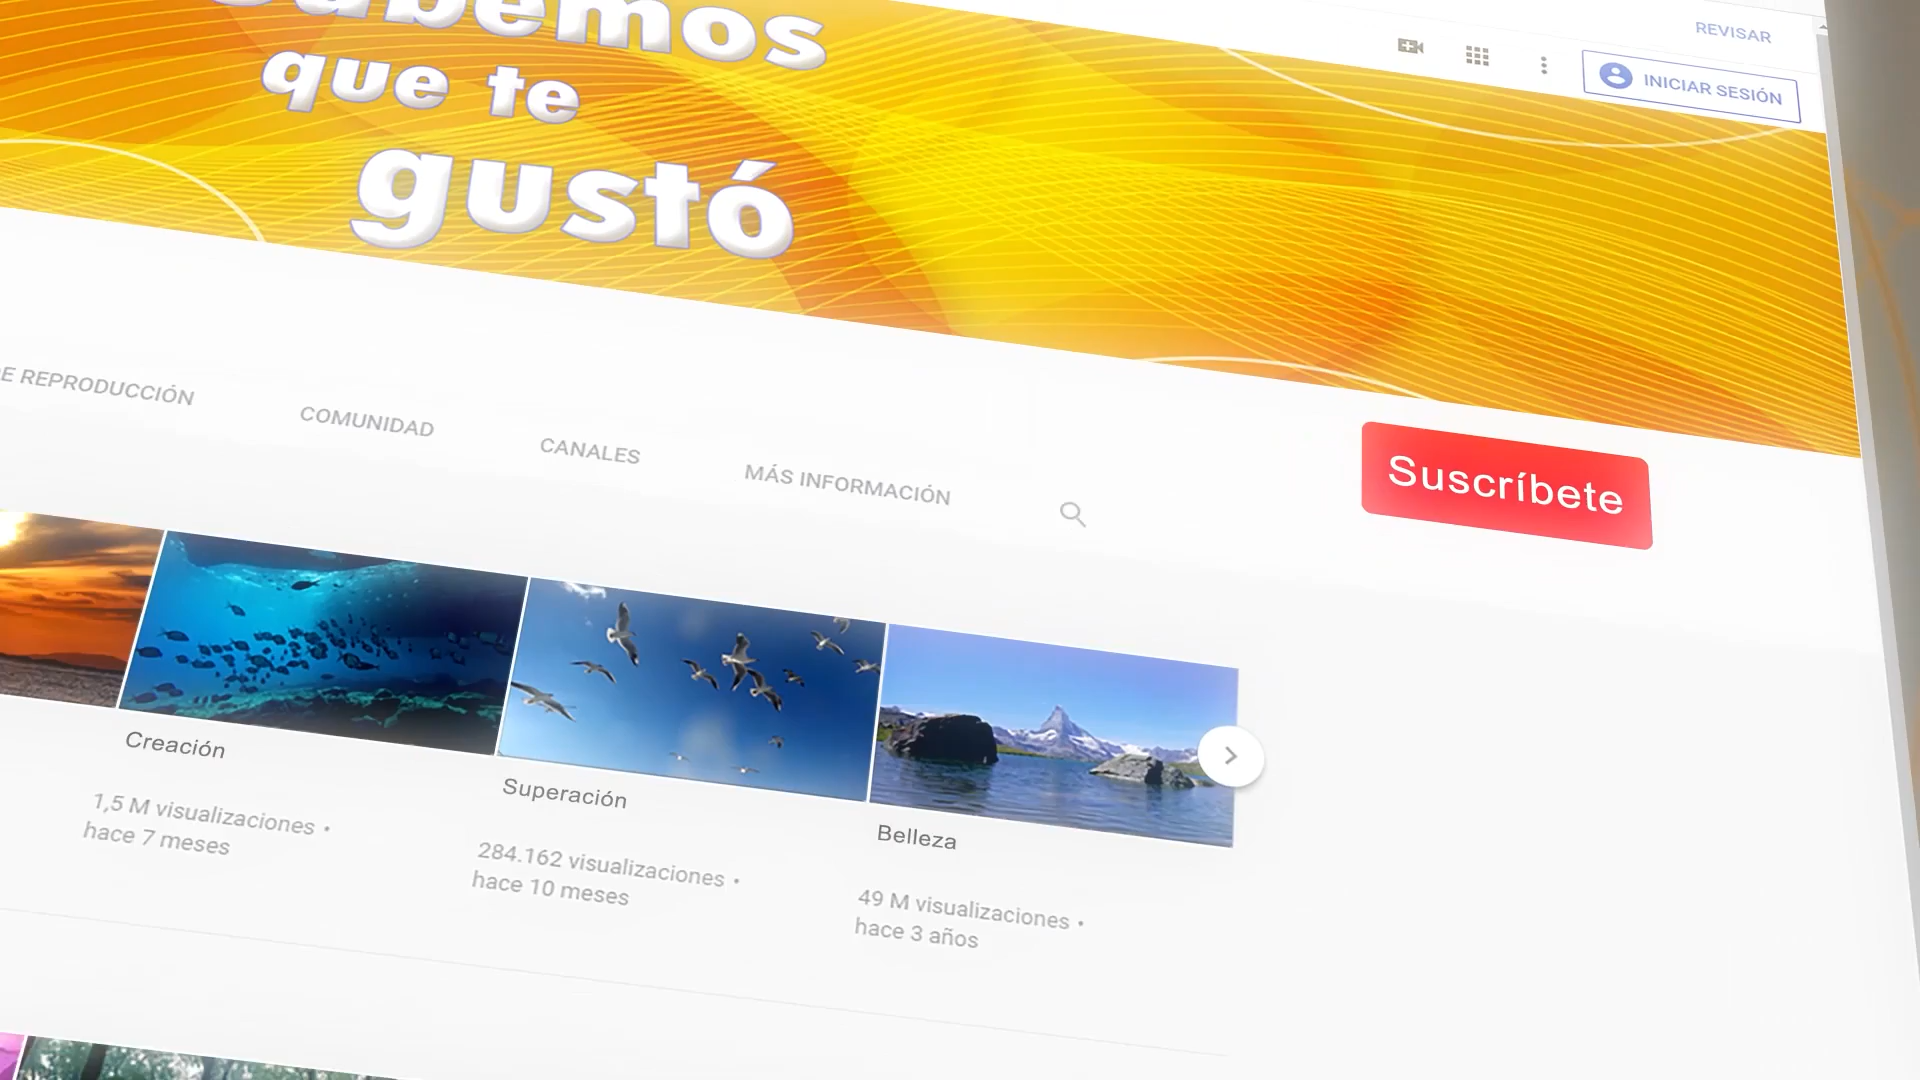 Sabemos
que te
gustó
REVISAR
INICIAR SESIÓN
E REPRODUCCIÓN
COMUNIDAD
CANALES
MÁS INFORMACIÓN
Suscríbete
Creación
1,5 M visualizaciones •
hace 7 meses
Superación
284.162 visualizaciones •
hace 10 meses
Belleza
49 M visualizaciones •
hace 3 años